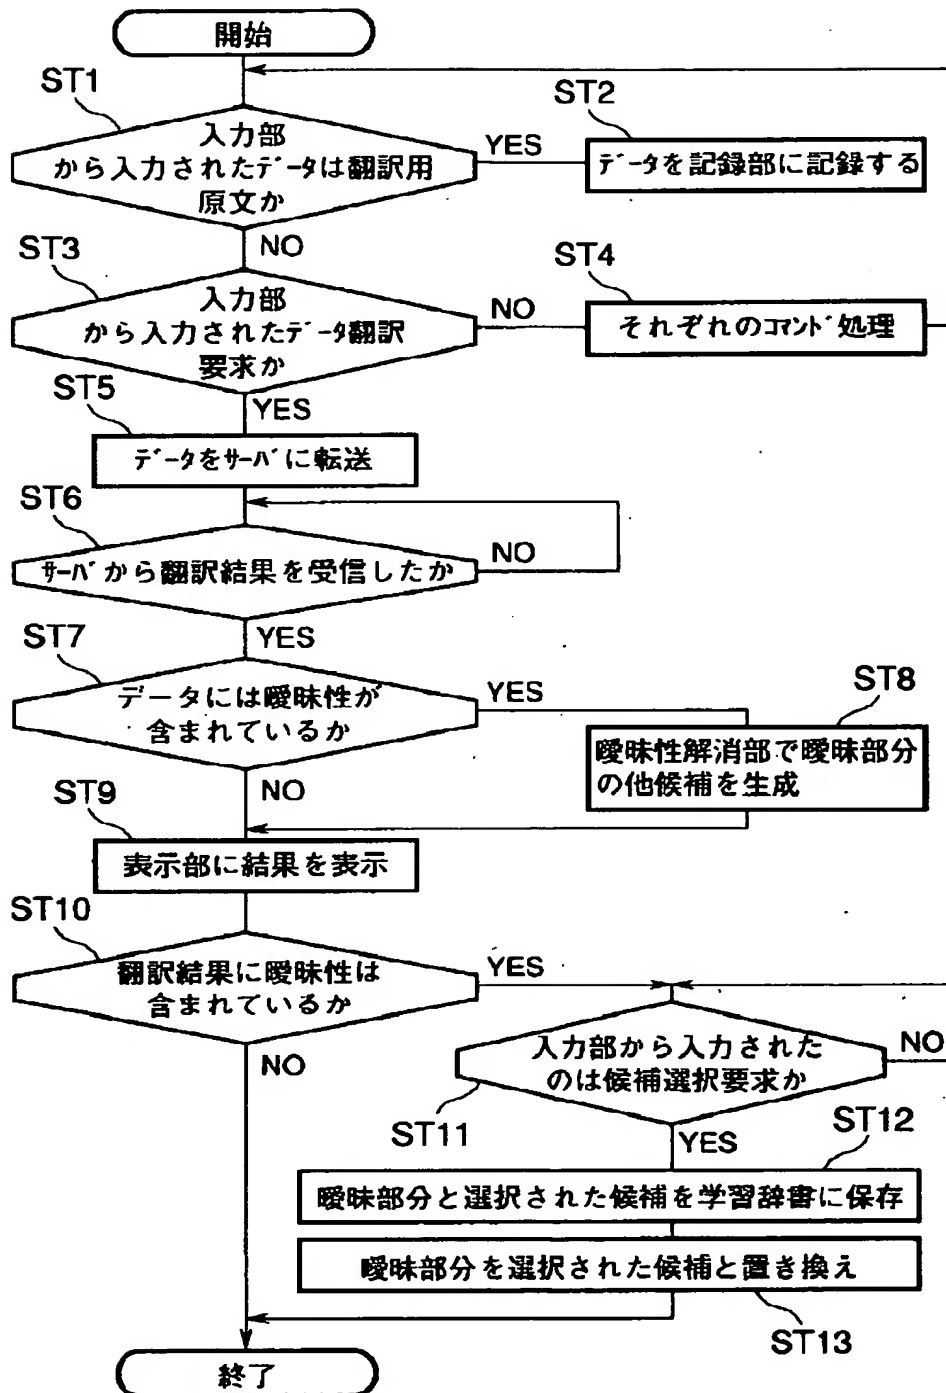 開始
ST1
入力部
から入力されたデータは翻訳用
原文か
YES
ST2
データを記録部に記録する
NO
ST3
入力部
から入力されたデータ翻訳
要求か
NO
ST4
それぞれのコマンド処理
YES
ST5
データをサーバに転送
ST6
サーバから翻訳結果を受信したか
NO
YES
ST7
データには曖昧性が
含まれているか
YES
ST8
曖昧性解消部で曖昧部分
の他候補を生成
NO
ST9
表示部に結果を表示
ST10
翻訳結果に曖昧性は
含まれているか
YES
NO
入力部から入力された
のは候補選択要求か
NO
ST11
YES
ST12
曖昧部分と選択された候補を学習辞書に保存
曖昧部分を選択された候補と置き換え
ST13
終了